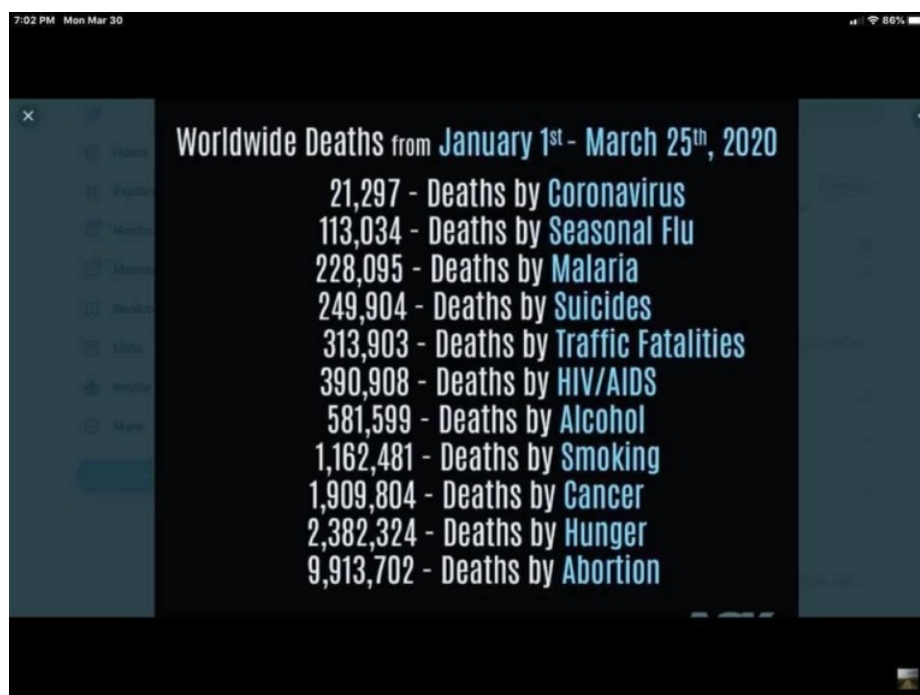 7:02 PM Mon Mar 30
86%
Worldwide Deaths from January 1st - March 25th, 2020
21,297 - Deaths by Coronavirus
113,034 - Deaths by Seasonal Flu
228,095 - Deaths by Malaria
249,904 - Deaths by Suicides
313,903 - Deaths by Traffic Fatalities
390,908 - Deaths by HIV/AIDS
581,599 - Deaths by Alcohol
1,162,481 - Deaths by Smoking
1,909,804 - Deaths by Cancer
2,382,324 - Deaths by Hunger
9,913,702 - Deaths by Abortion
Home
Lists
More